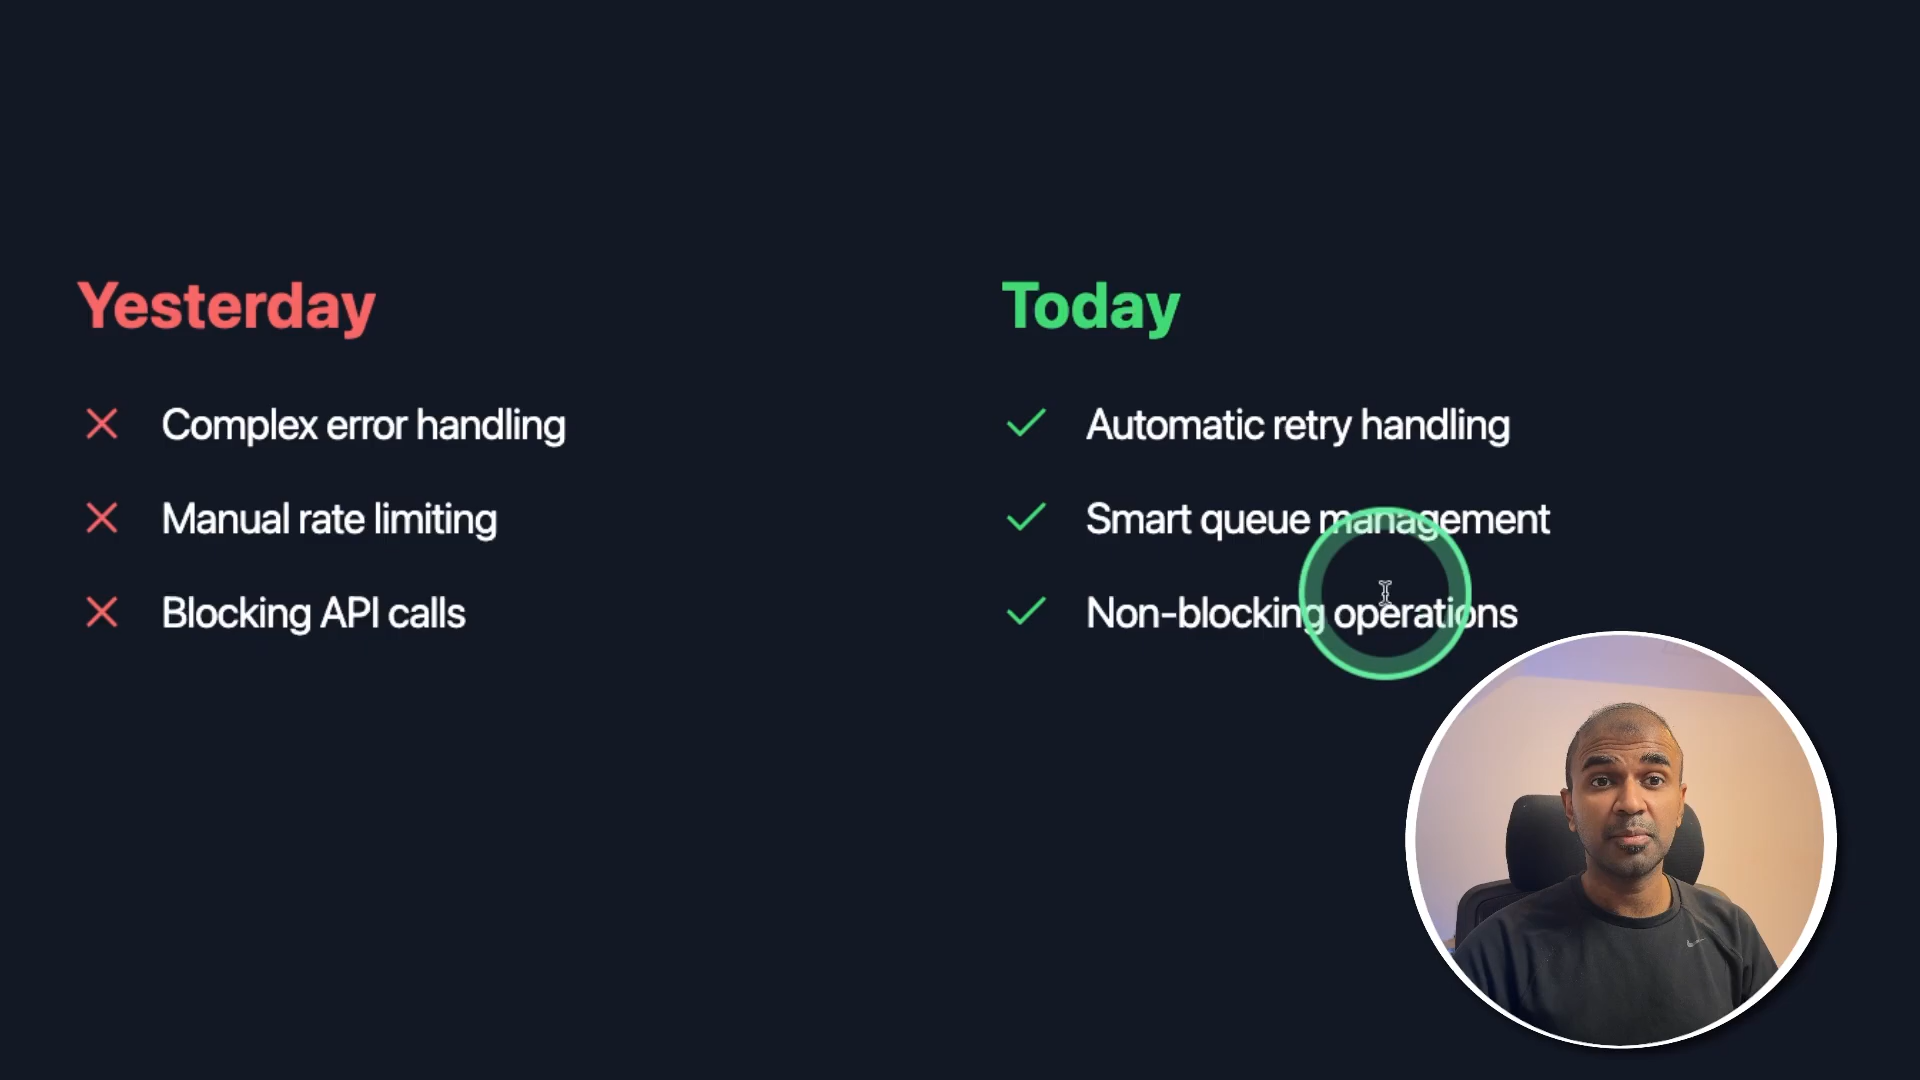 Yesterday
Complex error handling
Manual rate limiting
Blocking API calls
Today
Automatic retry handling
Smart queue management
Non-blocking operations